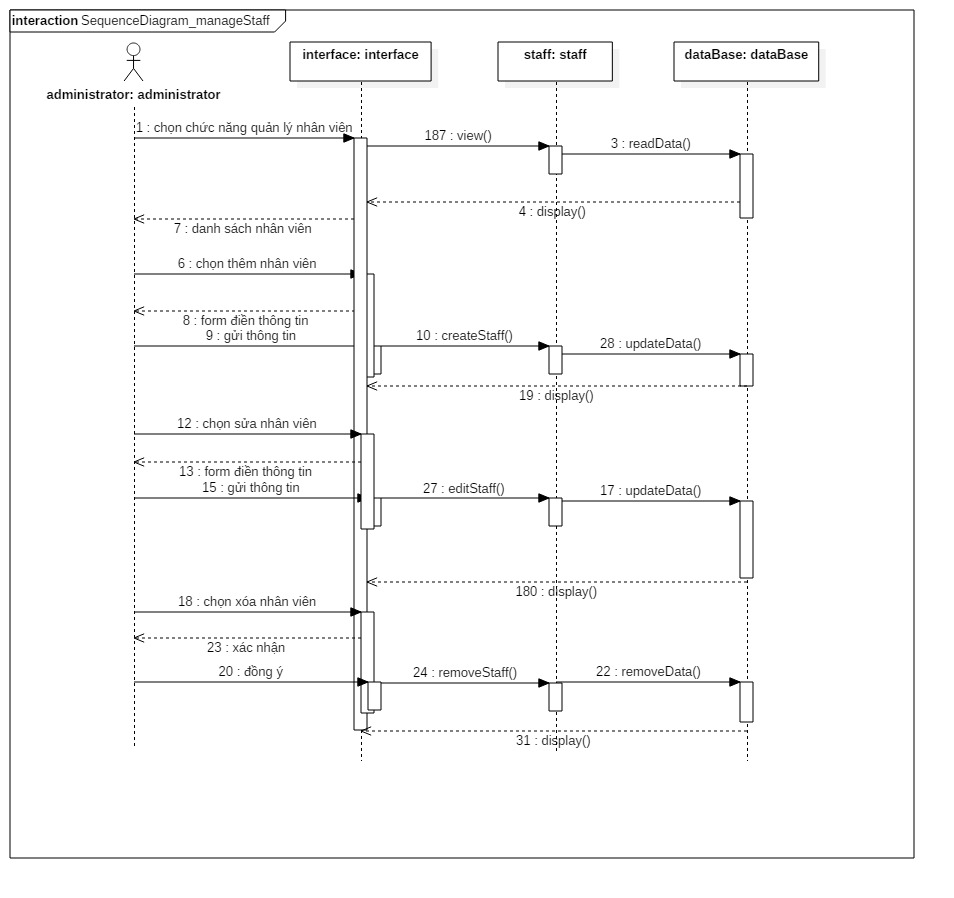 interaction SequenceDiagram_manageStaff
administrator: administrator
interface: interface
staff: staff
dataBase: dataBase
1 : chọn chức năng quản lý nhân viên
187 : view()
3 : readData()
4 : display()
7 : danh sách nhân viên
6 : chọn thêm nhân viên
8 : form điền thông tin
9 : gửi thông tin
10 : createStaff()
28 : updateData()
19 : display()
12 : chọn sửa nhân viên
13 : form điền thông tin
15 : gửi thông tin
27 : editStaff()
17 : updateData()
180 : display()
18 : chọn xóa nhân viên
23 : xác nhận
20 : đồng ý
24 : removeStaff()
22 : removeData()
31 : display()